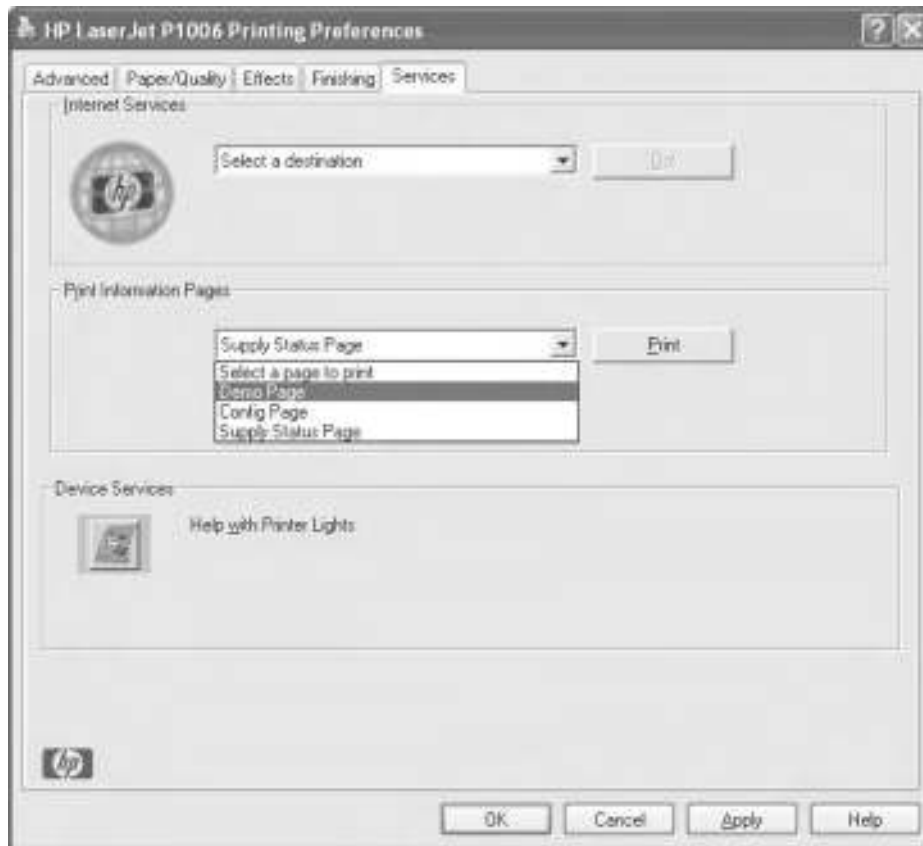 HP LaserJet P1006 Printing Preferences
Advanced Paper/Quality Effects Finishing Services
Internet Services
hp
Select a destination
Print Information Pages
Supply Status Page
Print
Select a page to print
Demo Page
Config Page
Supply Status Page
Device Services
Help with Printer Lights
hp
OK Cancel Apply Help